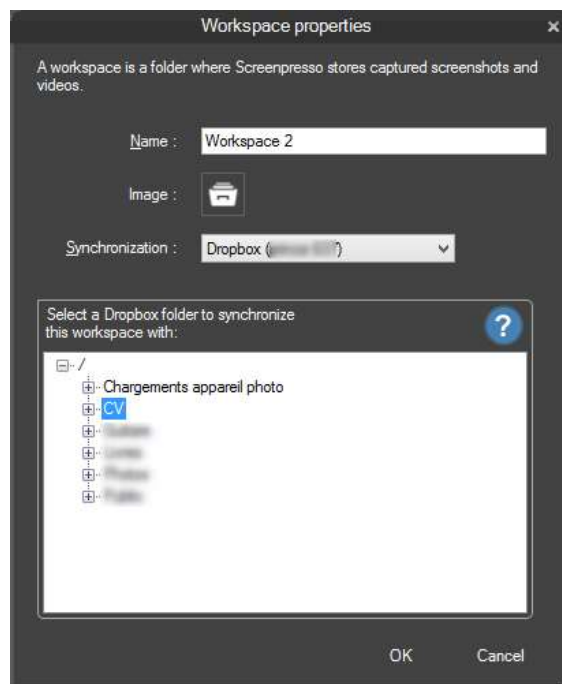 Workspace properties
A workspace is a folder where Screenpresso stores captured screenshots and
videos.
Name :
Workspace 2
Image :
Synchronization :
Dropbox (
)
Select a Dropbox folder to synchronize
this workspace with:
?
/
Chargements appareil photo
CV
OK
Cancel